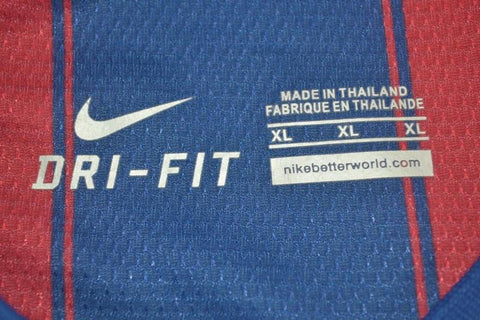 DRI-FIT
MADE IN THAILAND
FABRIQUE EN THAILANDE
XL XL XL
nikebetterworld.com